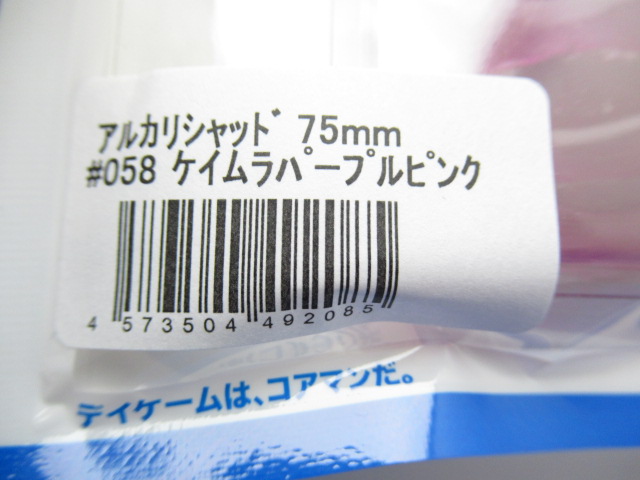 アルカリシャッド 75mm
#058 ケイムラパープルピンク
4 573504 492085
デイゲームは、コアマンだ。